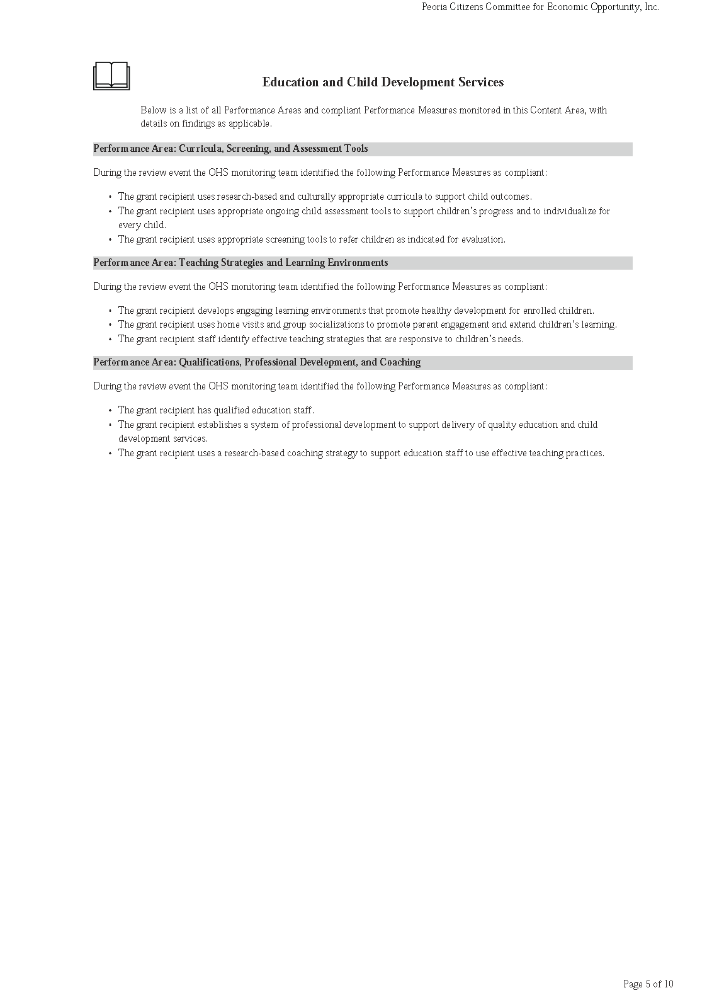 Peoria Citizens Committee for Economic Opportunity, Inc.
Education and Child Development Services
Below is a list of all Performance Areas and compliant Performance Measures monitored in this Content Area, with
details on findings as applicable.
Performance Area: Curricula, Screening, and Assessment Tools
During the review event the OHS monitoring team identified the following Performance Measures as compliant:
• The grant recipient uses research-based and culturally appropriate curricula to support child outcomes.
• The grant recipient uses appropriate ongoing child assessment tools to support children’s progress and to individualize for
every child.
• The grant recipient uses appropriate screening tools to refer children as indicated for evaluation.
Performance Area: Teaching Strategies and Learning Environments
During the review event the OHS monitoring team identified the following Performance Measures as compliant:
• The grant recipient develops engaging learning environments that promote healthy development for enrolled children.
• The grant recipient uses home visits and group socializations to promote parent engagement and extend children’s learning.
• The grant recipient staff identify effective teaching strategies that are responsive to children’s needs.
Performance Area: Qualifications, Professional Development, and Coaching
During the review event the OHS monitoring team identified the following Performance Measures as compliant:
• The grant recipient has qualified education staff.
• The grant recipient establishes a system of professional development to support delivery of quality education and child
development services.
• The grant recipient uses a research-based coaching strategy to support education staff to use effective teaching practices.
Page 5 of 10